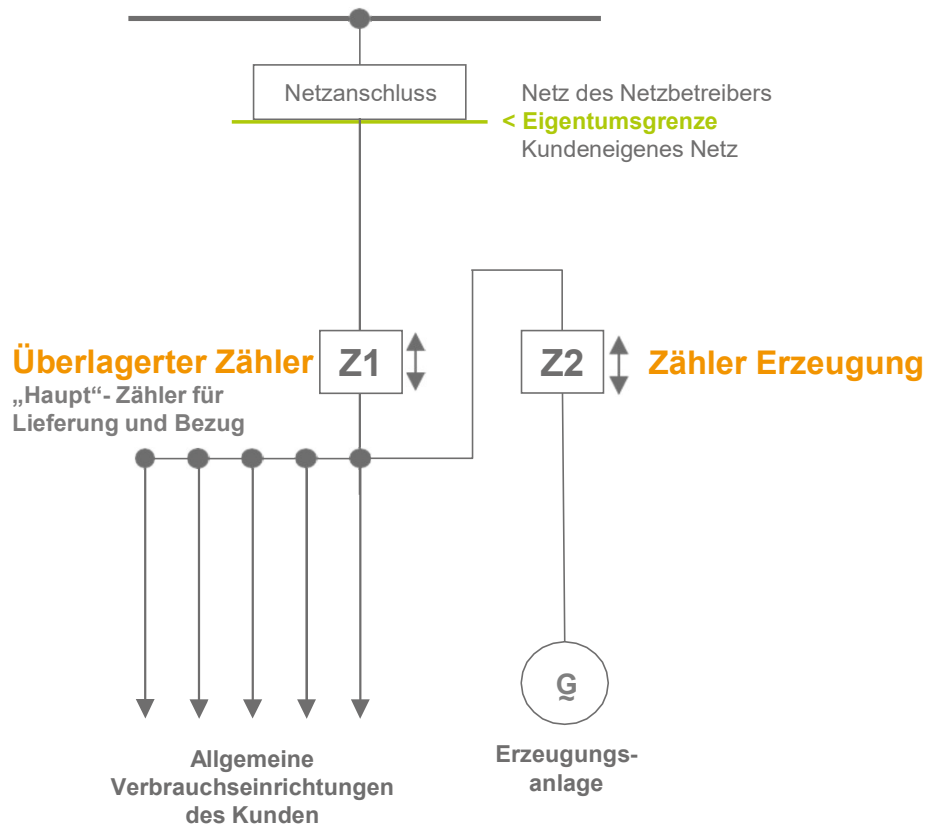 Netzanschluss
Netz des Netzbetreibers
< Eigentumsgrenze
Kundeneigenes Netz
Überlagerter Zähler
„Haupt“- Zähler für
Lieferung und Bezug
Z1
Z2
Zähler Erzeugung
G
~
Allgemeine
Verbrauchseinrichtungen
des Kunden
Erzeugungs-
anlage